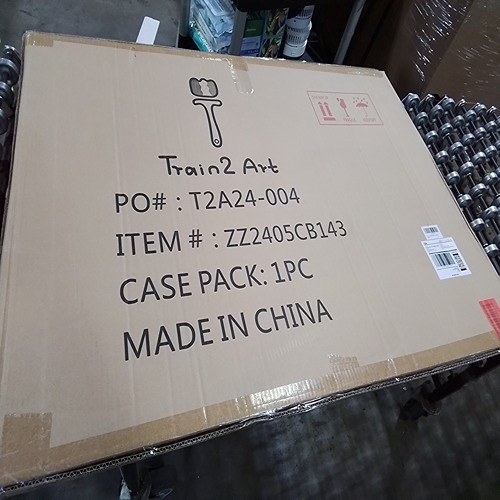 Train2 Art
PO# : T2A24-004
ITEM # : ZZ2405CB143
CASE PACK: 1PC
MADE IN CHINA